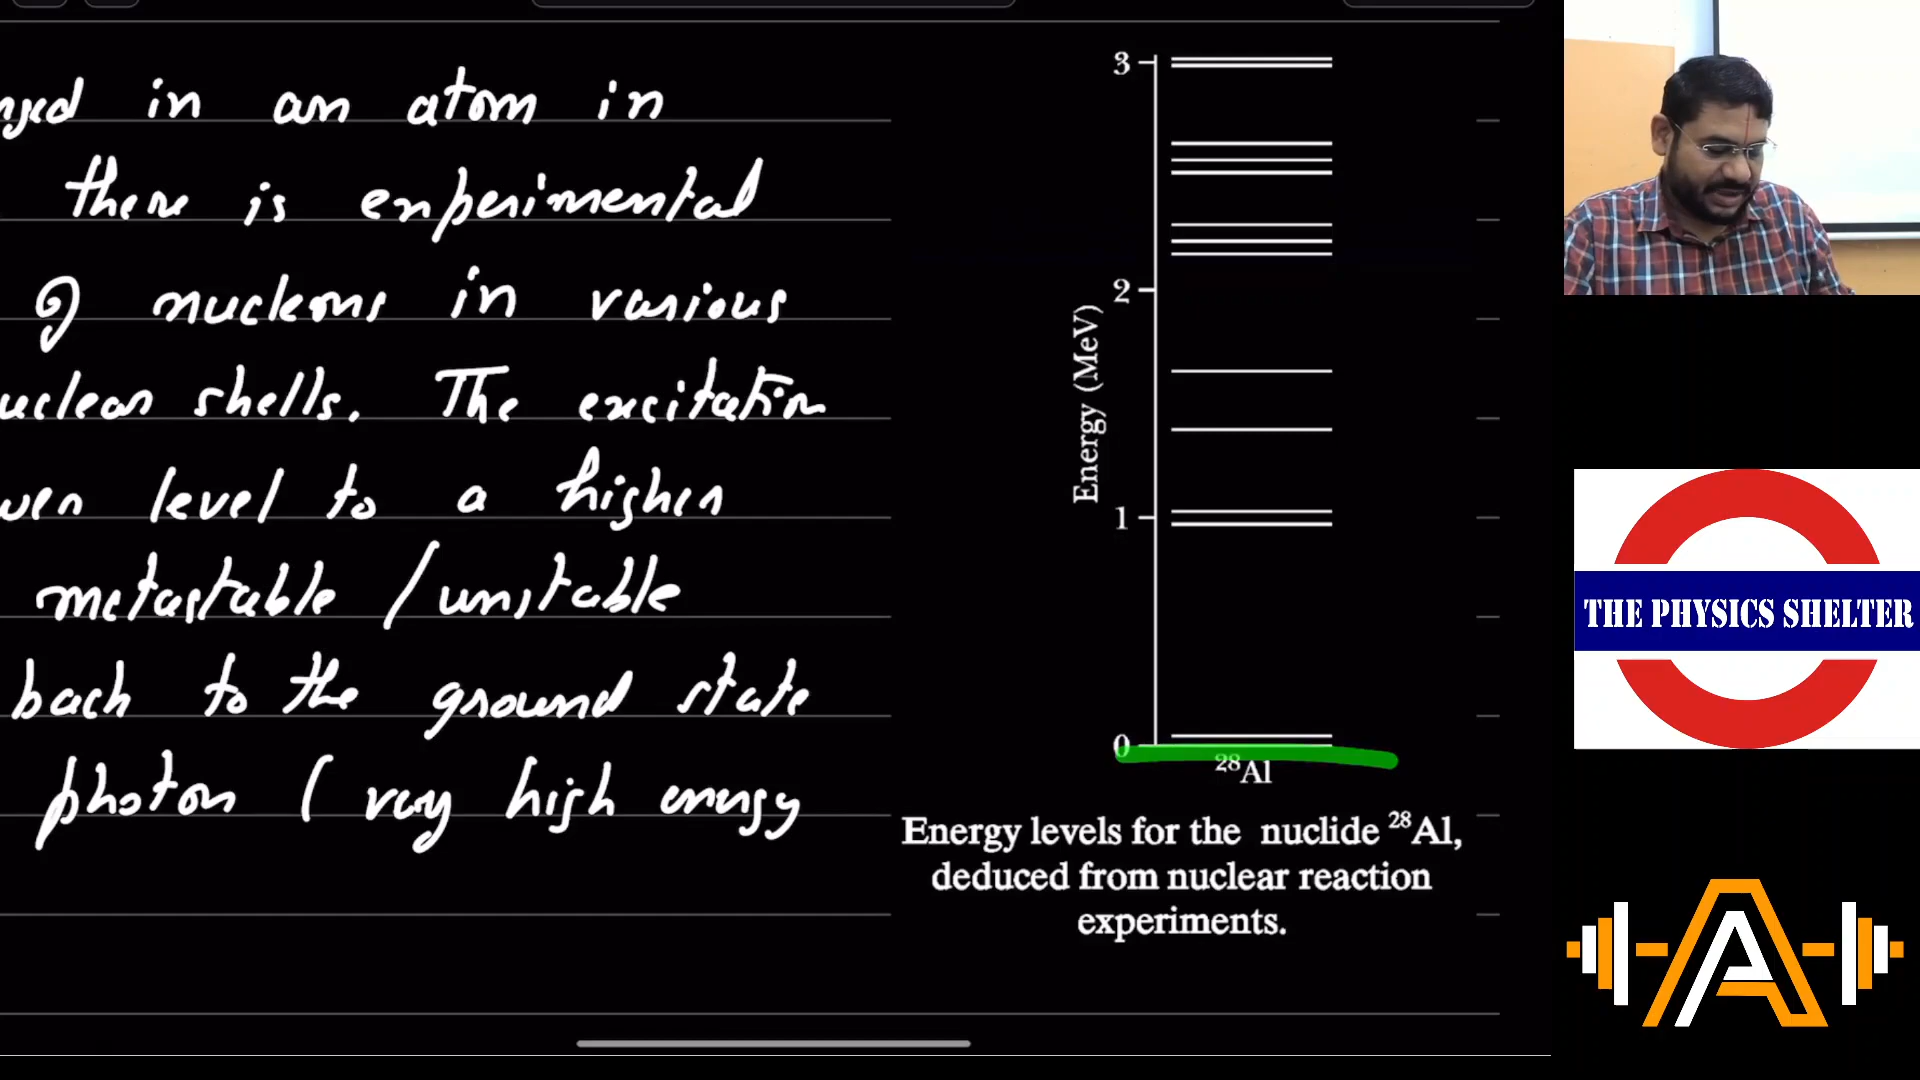 in an atom in
there is experimental
of nucleons in various
nuclear shells. The excitation
level to a higher
metastable / unstable
back to the ground state
photon ( very high energy
3
2
1
0
Energy (MeV)
²⁸Al
Energy levels for the nuclide ²⁸Al,
deduced from nuclear reaction
experiments.
THE PHYSICS SHELTER
A